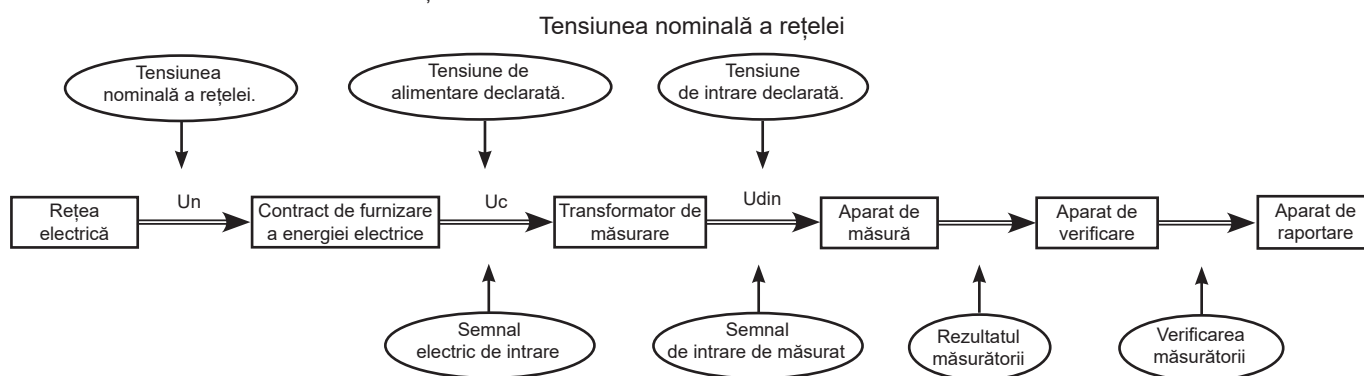 Tensiunea nominală a rețelei
Tensiunea
nominală a rețelei.
Tensiune de
alimentare declarată.
Tensiune
de intrare declarată.
Un
Uc
Udin
Rețea
electrică
Contract de furnizare
a energiei electrice
Transformator de
măsurare
Aparat de
măsură
Aparat de
verificare
Aparat de
raportare
Semnal
electric de intrare
Semnal
de intrare de măsurat
Rezultatul
măsurătorii
Verificarea
măsurătorii